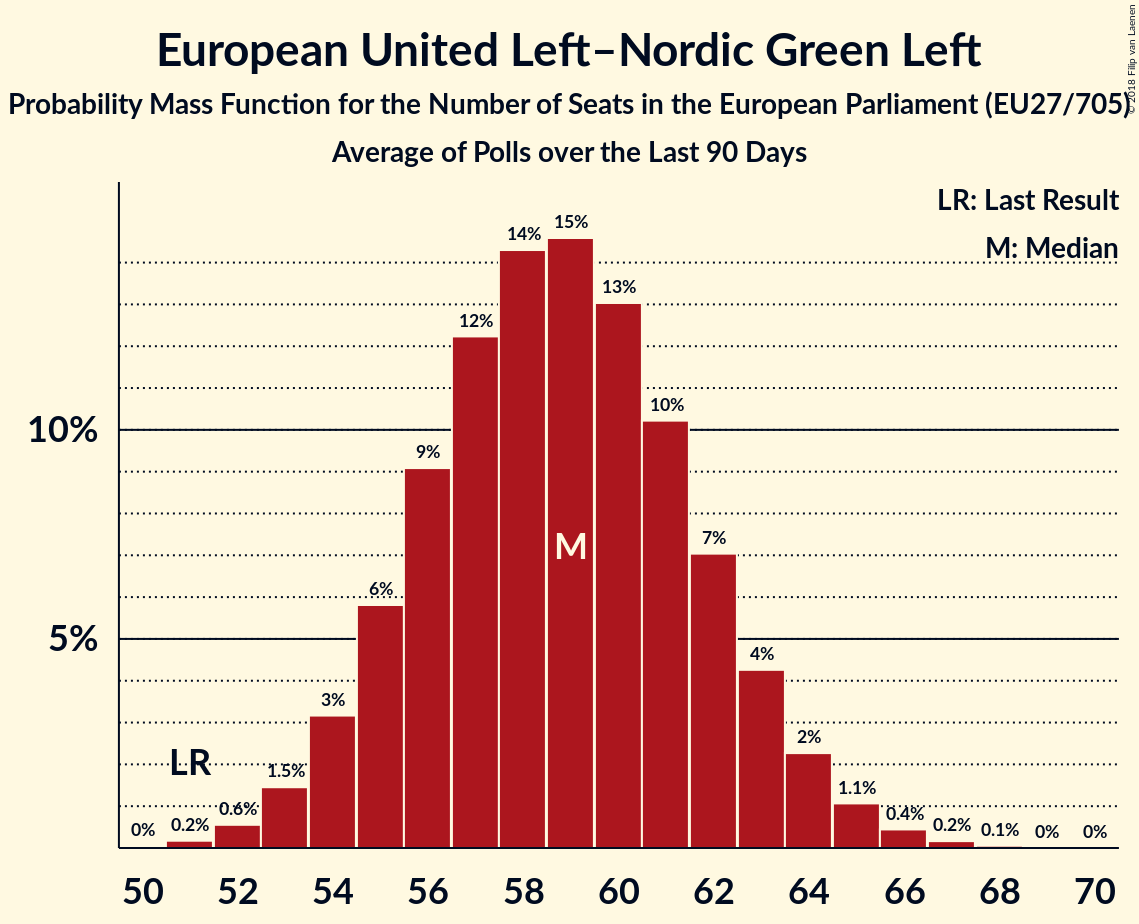 European United Left–Nordic Green Left
Probability Mass Function for the Number of Seats in the European Parliament (EU27/705)
Average of Polls over the Last 90 Days
© 2018 Filip van Laenen
LR: Last Result
M: Median
15%
14%
13%
12%
10%
10%
9%
M
7%
6%
5%
4%
3%
2%
LR
1.5%
1.1%
0.6%
0.4%
0% 0.2% 0.2% 0.1% 0% 0%
50 52 54 56 58 60 62 64 66 68 70